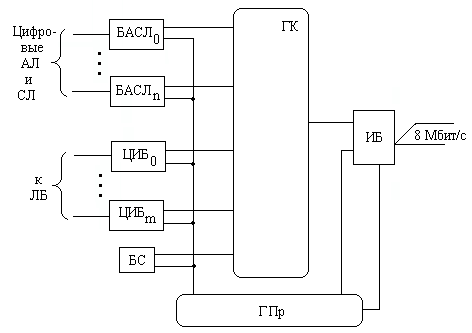 Цифро-
вые
АЛ
и
СЛ
БАСЛ0
БАСЛn
ГК
ИБ
8 Мбит/с
к
ЛБ
ЦИБ0
ЦИБm
БС
ГПр